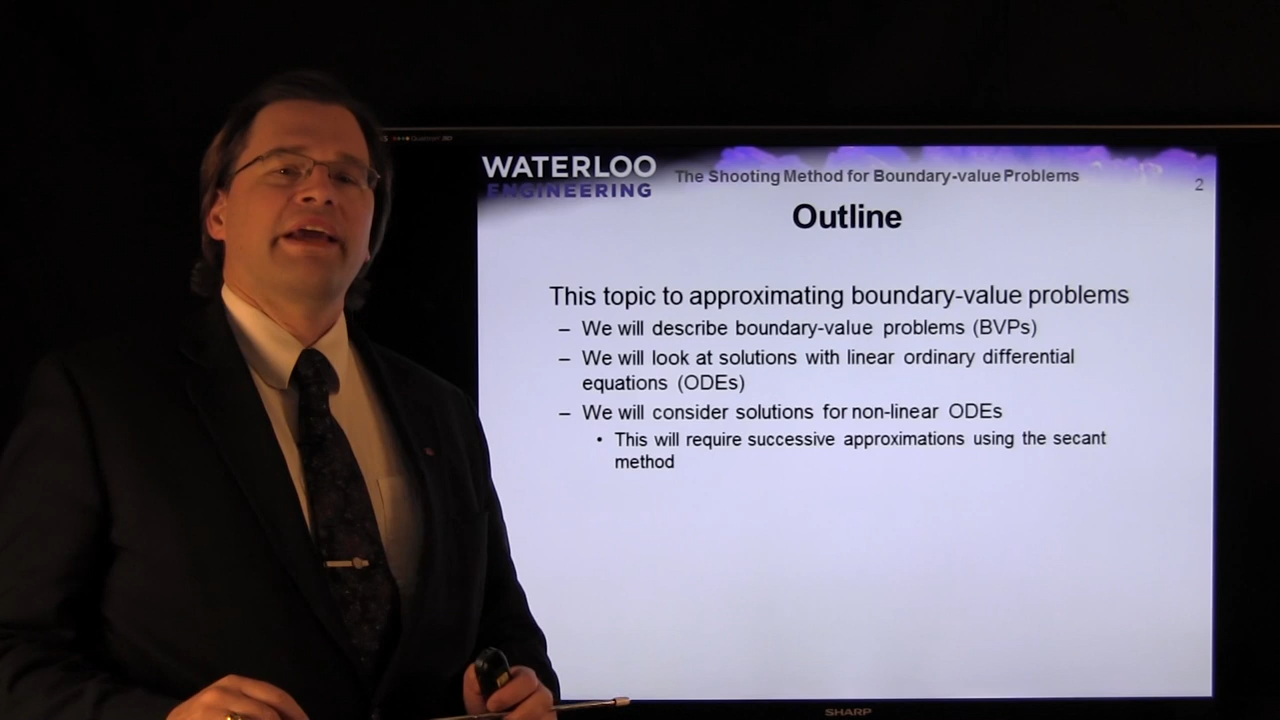 WATERLOO
ENGINEERING
The Shooting Method for Boundary-value Problems
2
Outline
This topic to approximating boundary-value problems
– We will describe boundary-value problems (BVPs)
– We will look at solutions with linear ordinary differential
equations (ODEs)
– We will consider solutions for non-linear ODEs
• This will require successive approximations using the secant
method
SHARP